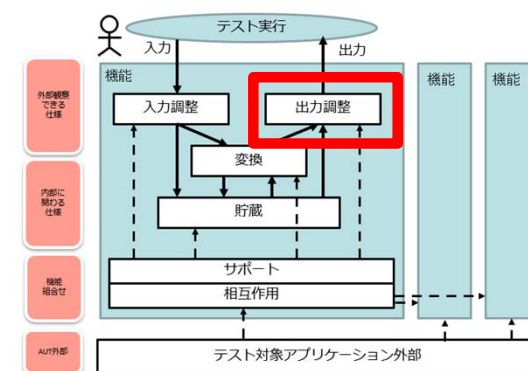 テスト実行
入力
出力
機能
機能
機能
外部観察
できる
仕様
入力調整
出力調整
変換
内部に
関わる
仕様
貯蔵
サポート
機能
組合せ
相互作用
AUT外部
テスト対象アプリケーション外部